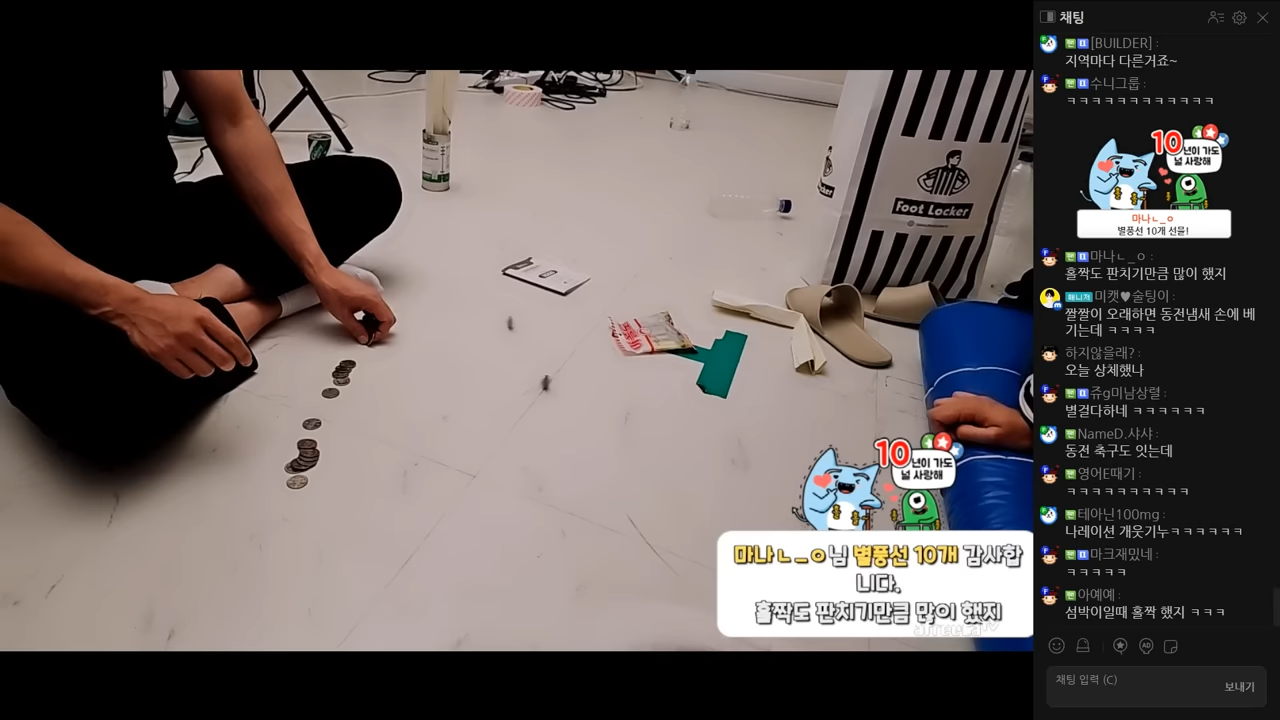 Foot Locker
Locker
10
년이 가도
널 사랑해
마나ㄴ_ㅇ님 별풍선 10개 감사합
니다.
홀짝도 판치기만큼 많이 했지
afreecaTV
채팅
[BUILDER] :
지역마다 다른거죠~
수니그룹 :
ㅋㅋㅋㅋㅋㅋㅋㅋㅋㅋㅋㅋ
10
년이 가도
널 사랑해
마나ㄴ_ㅇ
별풍선 10개 선물!
마나ㄴ_ㅇ :
홀짝도 판치기만큼 많이 했지
매니저 미캣♥술팅이 :
짤짤이 오래하면 동전냄새 손에 베
기는데 ㅋㅋㅋㅋ
하지않을래? :
오늘 상체했나
쥬g미남상렬 :
별걸다하네 ㅋㅋㅋㅋㅋㅋ
NameD.샤샤 :
동전 축구도 잇는데
영어E때기 :
ㅋㅋㅋㅋㅋㅋㅋㅋㅋㅋ
테아닌100mg :
나레이션 개웃기누ㅋㅋㅋㅋㅋㅋ
마크재밌네 :
ㅋㅋㅋㅋㅋ
아예예 :
섬박이일때 홀짝 했지 ㅋㅋㅋ
채팅 입력 (C)
보내기